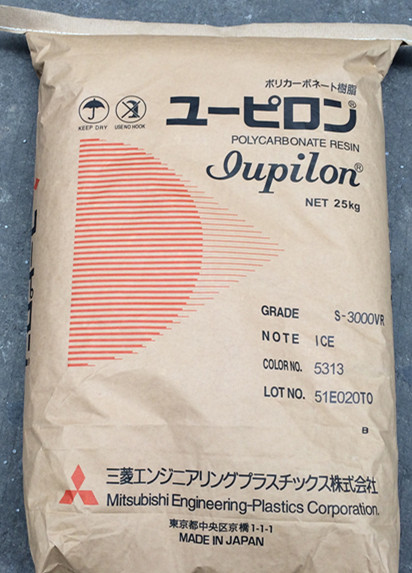 ポリカーボネート樹脂
ユーピロン®
KEEP DRY
USE NO HOOK
POLYCARBONATE RESIN
Iupilon®
NET 25kg
GRADE S-3000VR
NOTE ICE
COLOR NO. 5313
LOT NO. 51E020T0
B
三菱エンジニアリングプラスチックス株式会社
Mitsubishi Engineering-Plastics Corporation.
東京都中央区京橋1-1-1
MADE IN JAPAN